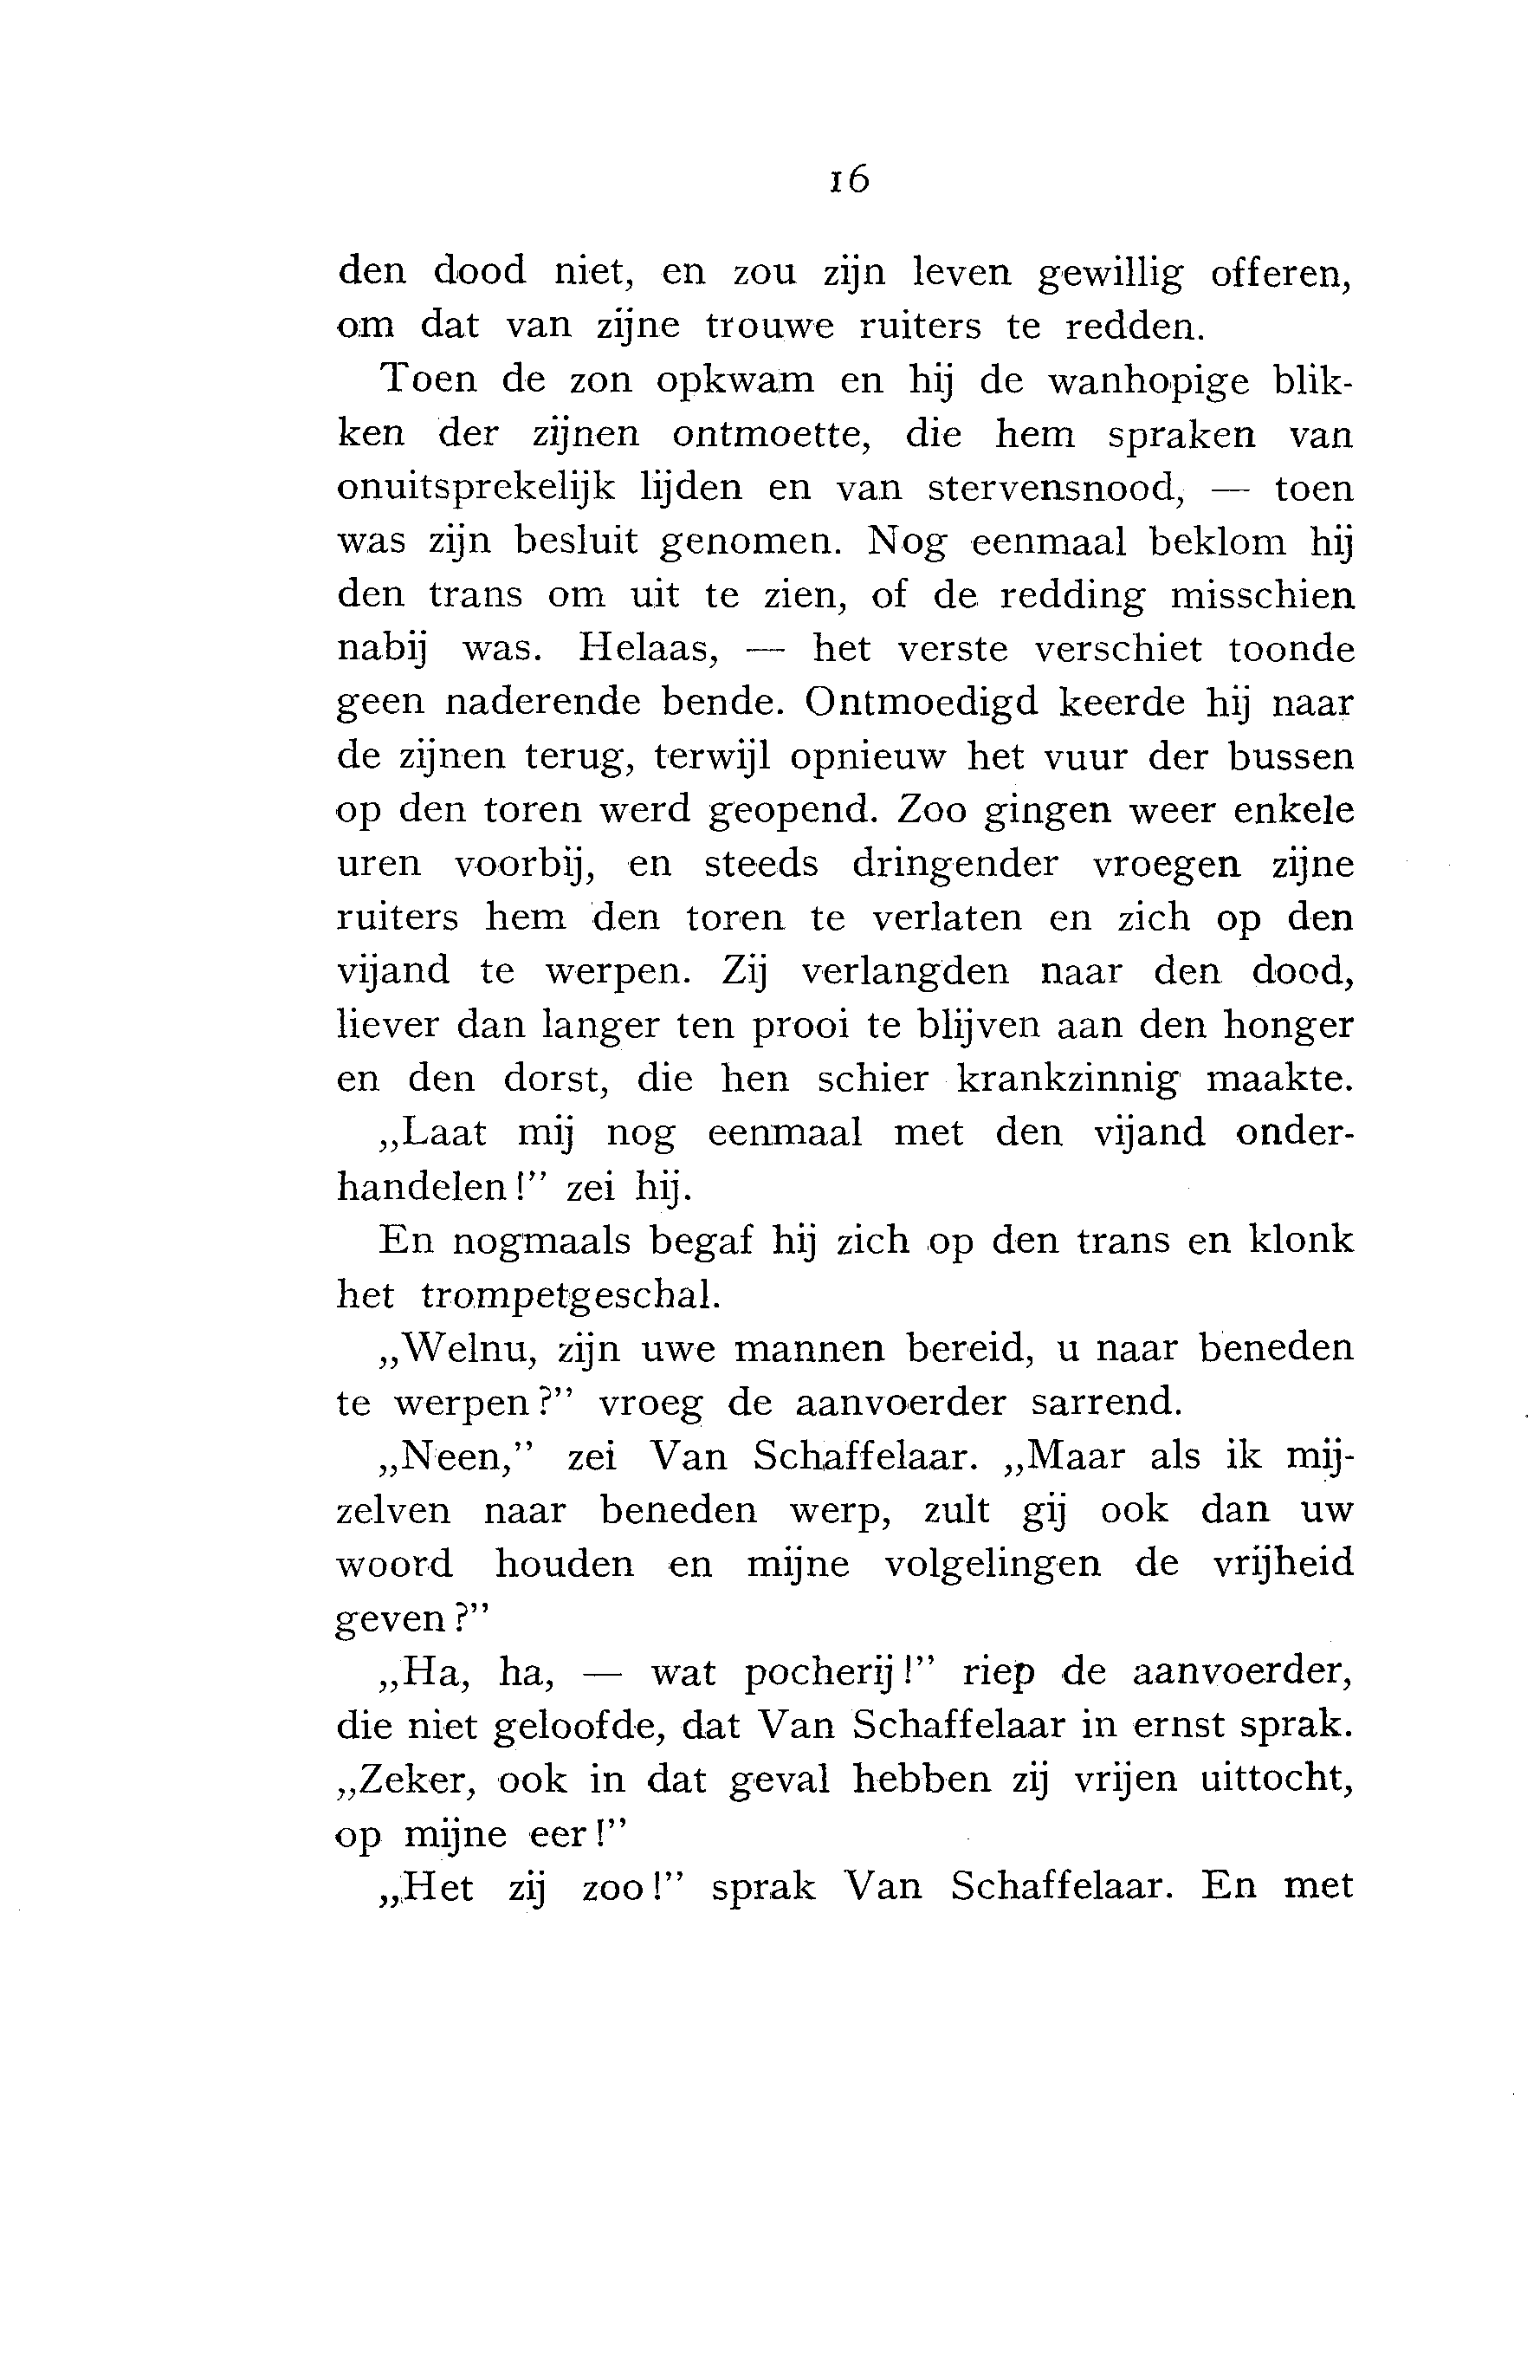 16
den dood niet, en zou zijn leven gewillig offeren,
om dat van zijne trouwe ruiters te redden.
Toen de zon opkwam en hij de wanhopige blik-
ken der zijnen ontmoette, die hem spraken van
onuitsprekelijk lijden en van stervensnood, — toen
was zijn besluit genomen. Nog eenmaal beklom hij
den trans om uit te zien, of de redding misschien
nabij was. Helaas, — het verste verschiet toonde
geen naderende bende. Ontmoedigd keerde hij naar
de zijnen terug, terwijl opnieuw het vuur der bussen
op den toren werd geopend. Zoo gingen weer enkele
uren voorbij, en steeds dringender vroegen zijne
ruiters hem den toren te verlaten en zich op den
vijand te werpen. Zij verlangden naar den dood,
liever dan langer ten prooi te blijven aan den honger
en den dorst, die hen schier krankzinnig maakte.
„Laat mij nog eenmaal met den vijand onder-
handelen!” zei hij.
En nogmaals begaf hij zich op den trans en klonk
het trompetgeschal.
„Welnu, zijn uwe mannen bereid, u naar beneden
te werpen?” vroeg de aanvoerder sarrend.
„Neen,” zei Van Schaffelaar. „Maar als ik mij-
zelven naar beneden werp, zult gij ook dan uw
woord houden en mijne volgelingen de vrijheid
geven?”
„Ha, ha, — wat pocherij!” riep de aanvoerder,
die niet geloofde, dat Van Schaffelaar in ernst sprak.
„Zeker, ook in dat geval hebben zij vrijen uittocht,
op mijne eer!”
„Het zij zoo!” sprak Van Schaffelaar. En met